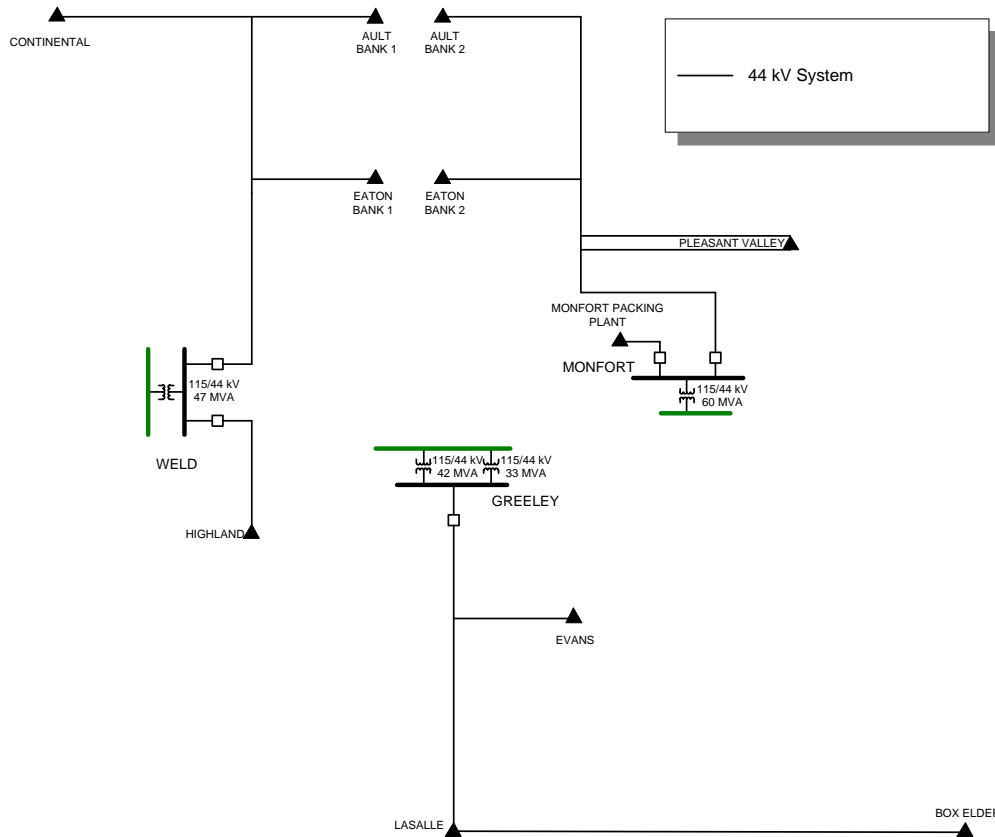 CONTINENTAL
AULT
BANK 1
AULT
BANK 2
44 kV System
EATON
BANK 1
EATON
BANK 2
PLEASANT VALLEY
MONFORT PACKING
PLANT
MONFORT
115/44 kV
60 MVA
115/44 kV
47 MVA
WELD
115/44 kV
42 MVA
115/44 kV
33 MVA
GREELEY
HIGHLAND
EVANS
LASALLE
BOX ELDER